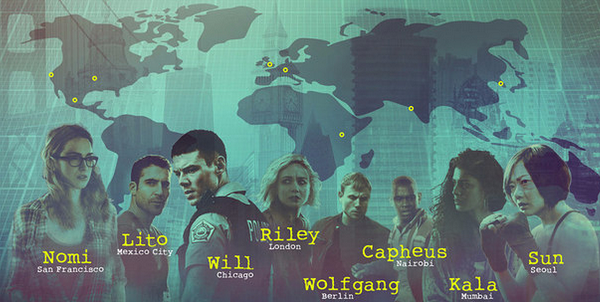 Nomi
San Francisco
Lito
Mexico City
Will
Chicago
Riley
London
Wolfgang
Berlin
Capheus
Nairobi
Kala
Mumbai
Sun
Seoul